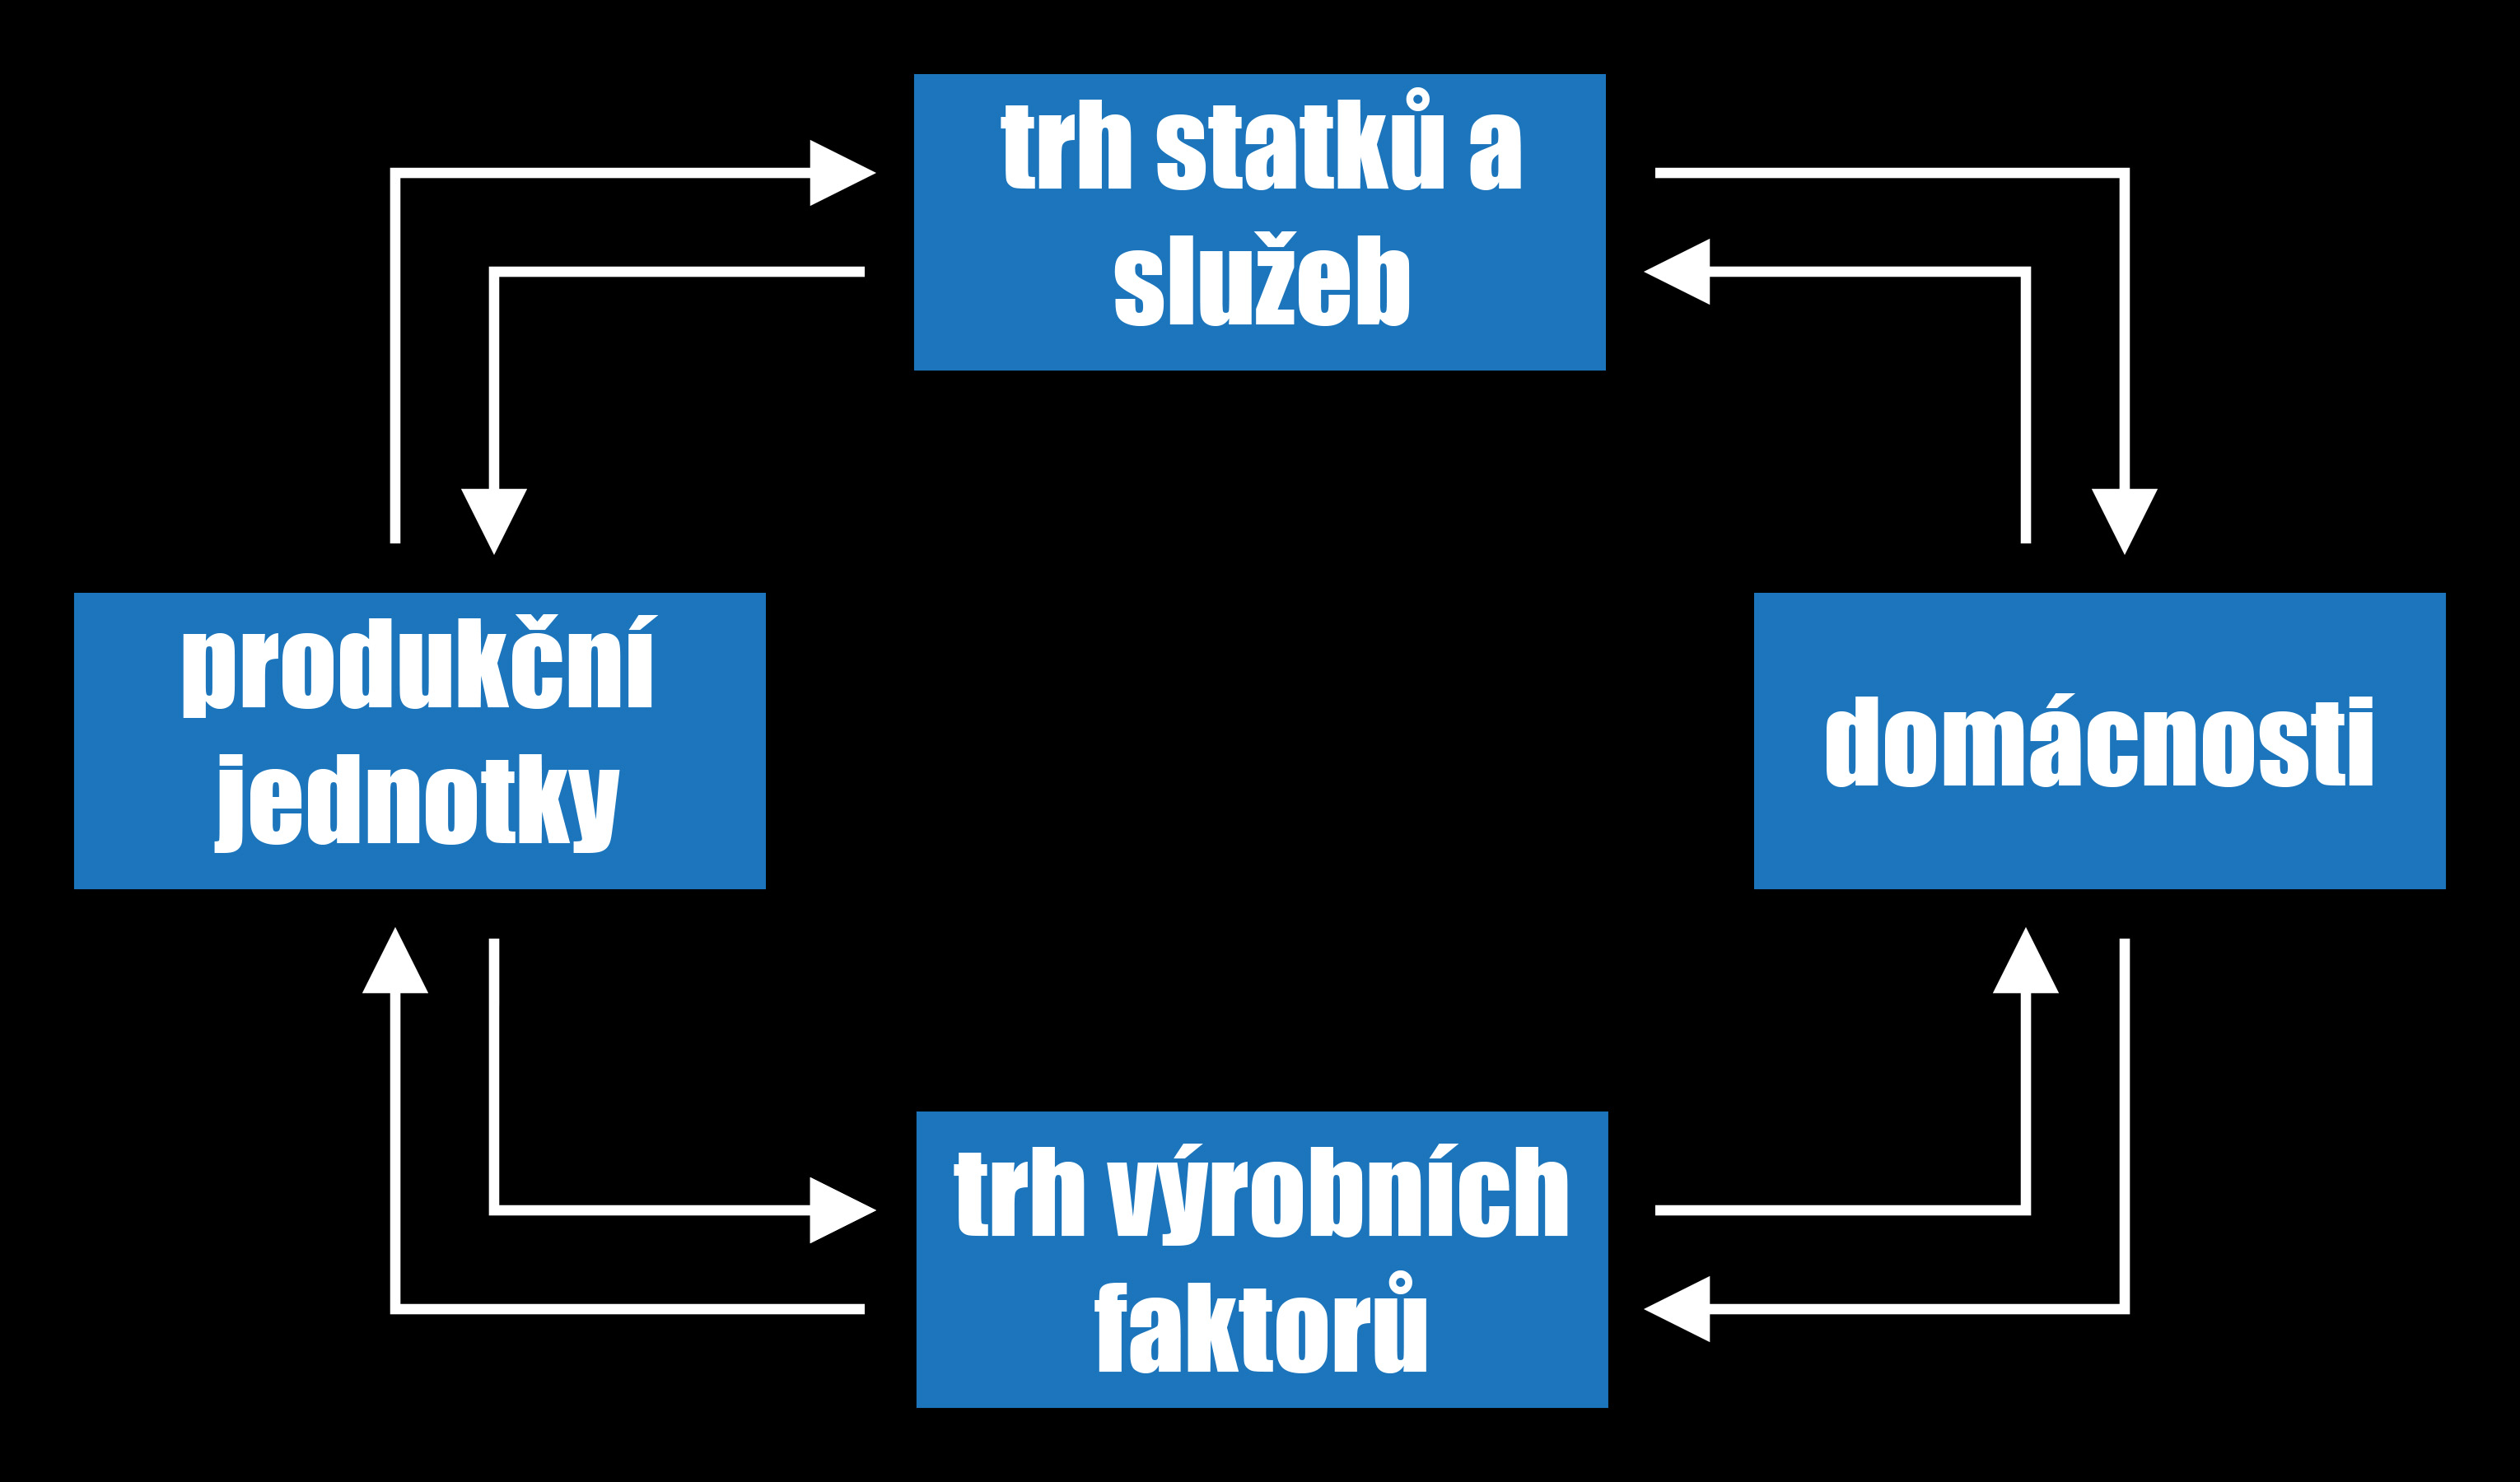 trh statků a
služeb
produkční
jednotky
domácnosti
trh výrobních
faktorů